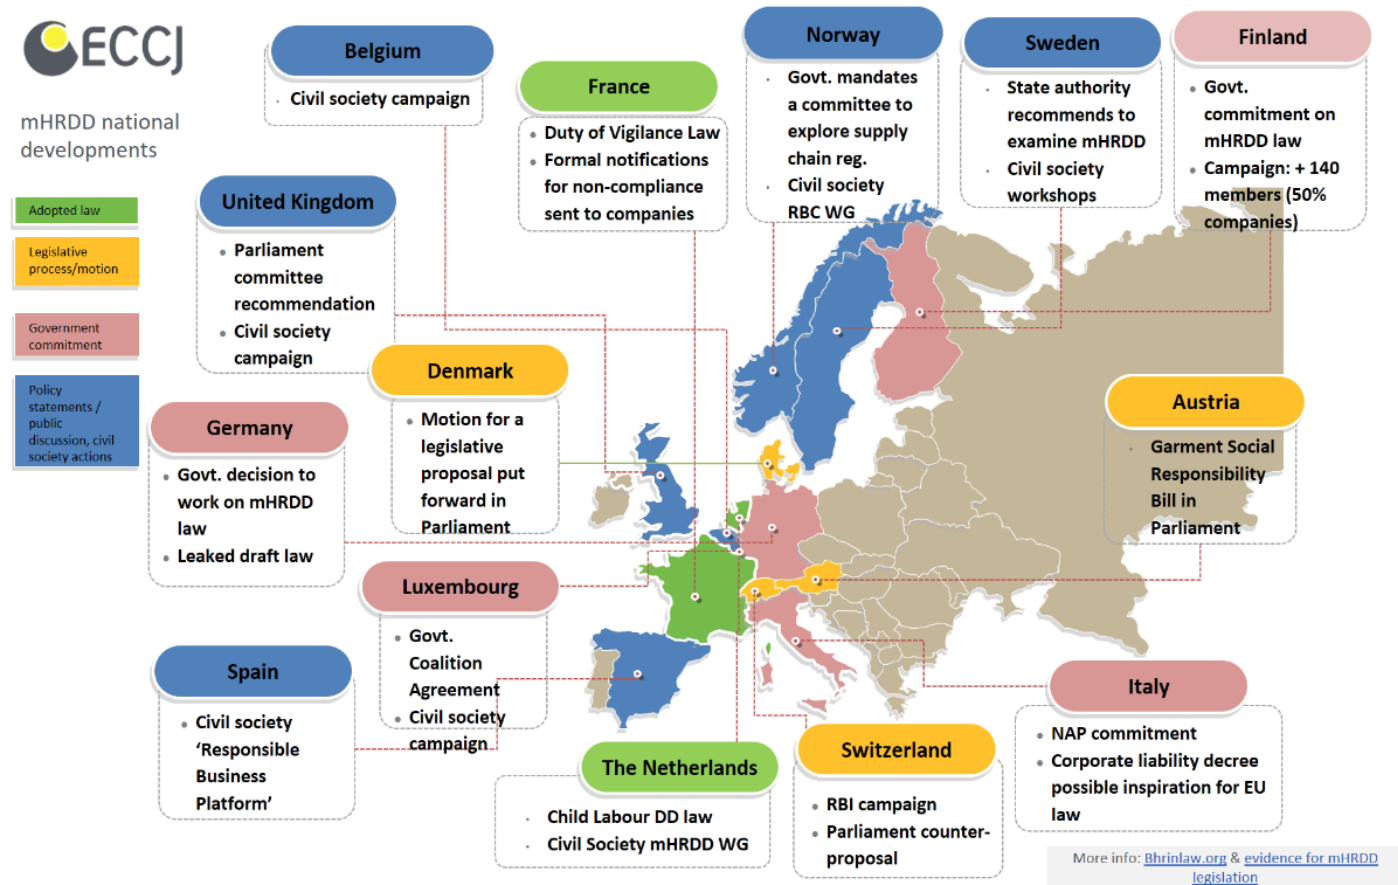 ECCJ
mHRDD national
developments
Adopted law
Legislative
process/motion
Government
commitment
Policy
statements /
public
discussion, civil
society actions
Belgium
Civil society campaign
France
Duty of Vigilance Law
Formal notifications
for non-compliance
sent to companies
Norway
Govt. mandates
a committee to
explore supply
chain reg.
Civil society
RBC WG
Sweden
State authority
recommends to
examine mHRDD
Civil society
workshops
Finland
Govt.
commitment on
mHRDD law
Campaign: + 140
members (50%
companies)
United Kingdom
Parliament
committee
recommendation
Civil society
campaign
Denmark
Motion for a
legislative
proposal put
forward in
Parliament
Germany
Govt. decision to
work on mHRDD
law
Leaked draft law
Austria
Garment Social
Responsibility
Bill in
Parliament
Luxembourg
Govt.
Coalition
Agreement
Civil society
campaign
Spain
Civil society
‘Responsible
Business
Platform’
The Netherlands
Child Labour DD law
Civil Society mHRDD WG
Switzerland
RBI campaign
Parliament counter-
proposal
Italy
NAP commitment
Corporate liability decree
possible inspiration for EU
law
More info: Bhrinlaw.org & evidence for mHRDD
legislation